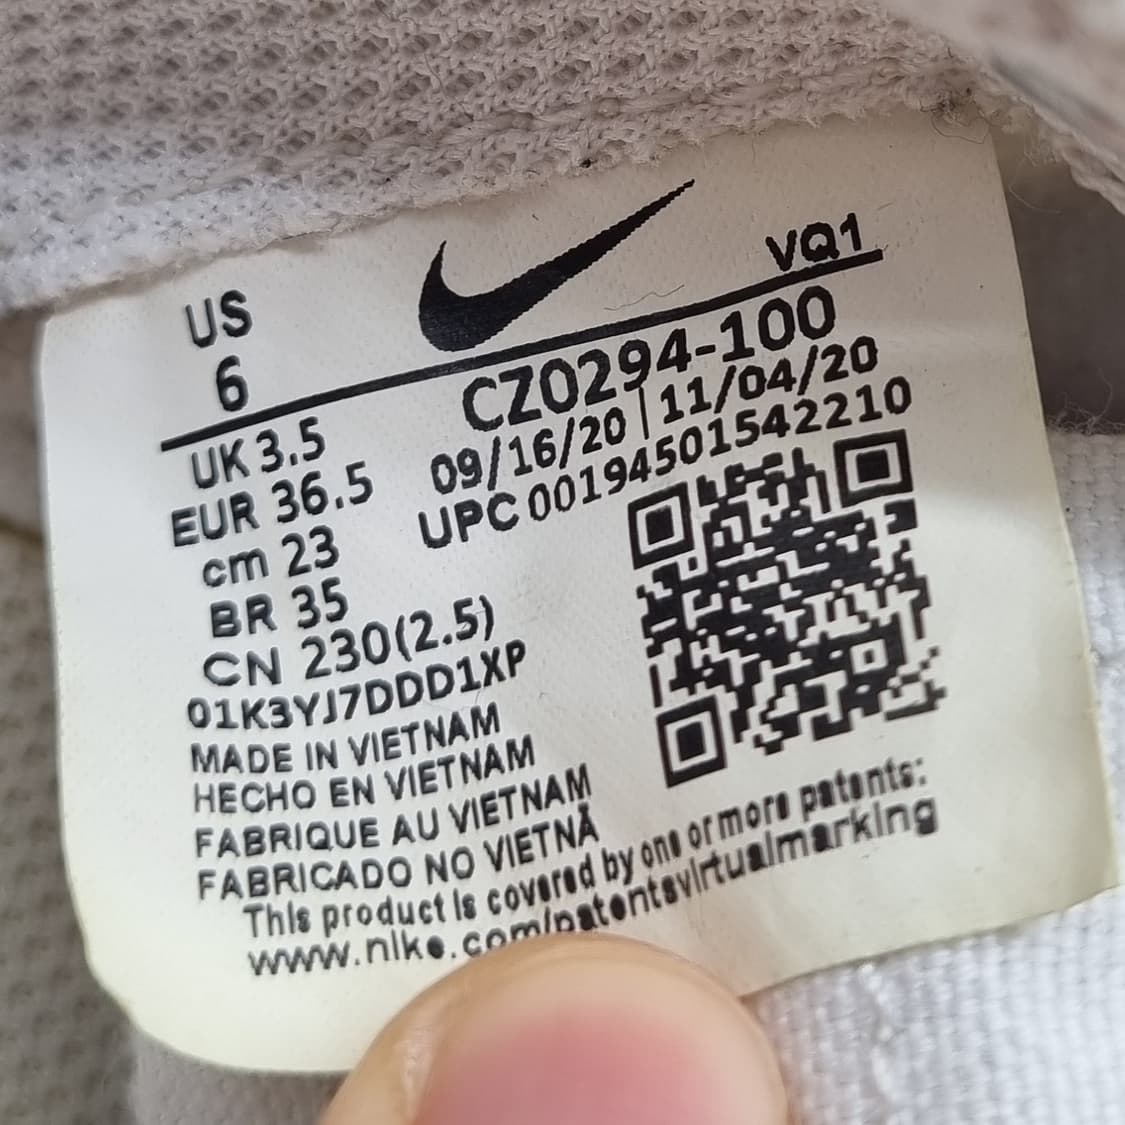 VQ1
US
6
CZ0294-100
09/16/20 | 11/04/20
UPC 00194501542210
UK 3.5
EUR 36.5
cm 23
BR 35
CN 230(2.5)
01K3YJ7DDD1XP
MADE IN VIETNAM
HECHO EN VIETNAM
FABRIQUE AU VIETNAM
FABRICADO NO VIETNÃ
This product is covered by one or more patents:
www.nike.com/patentsvirtualmarking